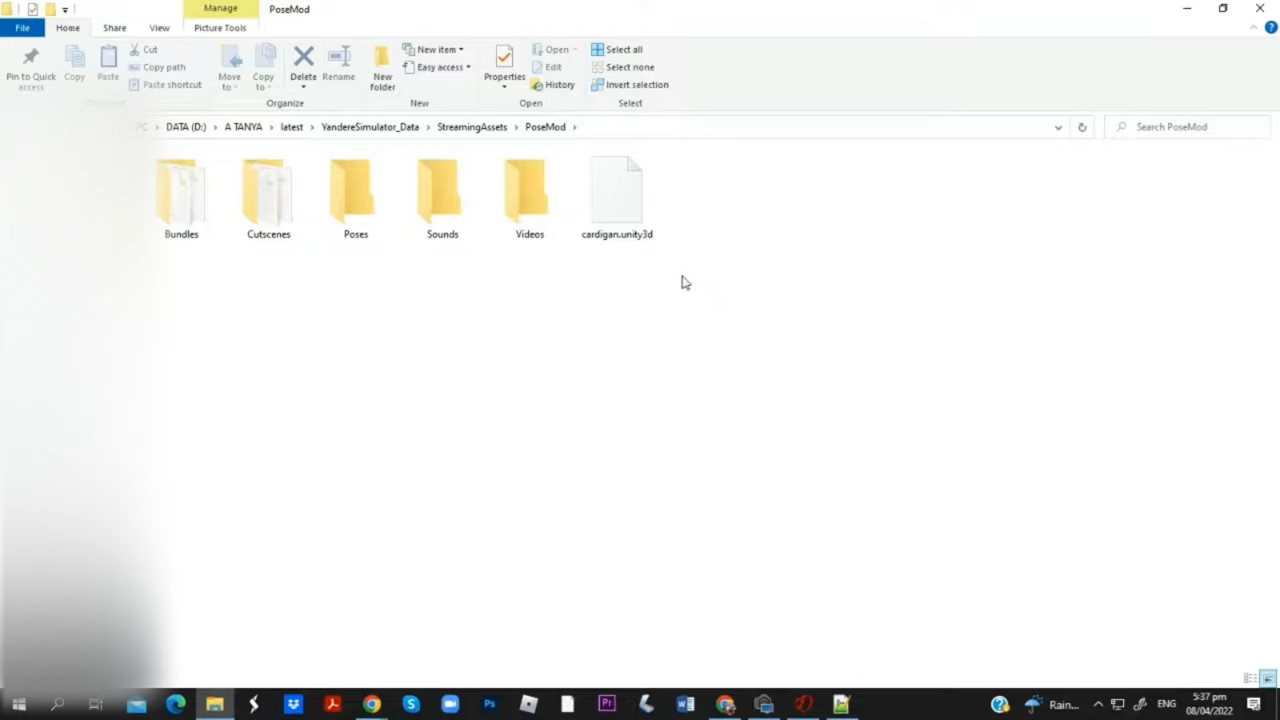 Manage
PoseMod
File
Home
Share
View
Picture Tools
Pin to Quick access
Copy
Paste
Cut
Copy path
Paste shortcut
Move to
Copy to
Delete
Rename
Organize
New folder
New item
Easy access
New
Properties
Open
Edit
History
Open
Select all
Select none
Invert selection
Select
PC > DATA (D:) > A TANYA > latest > YandereSimulator_Data > StreamingAssets > PoseMod >
Search PoseMod
Bundles
Cutscenes
Poses
Sounds
Videos
cardigan.unity3d
Rain...
ENG
5:37 pm
08/04/2022